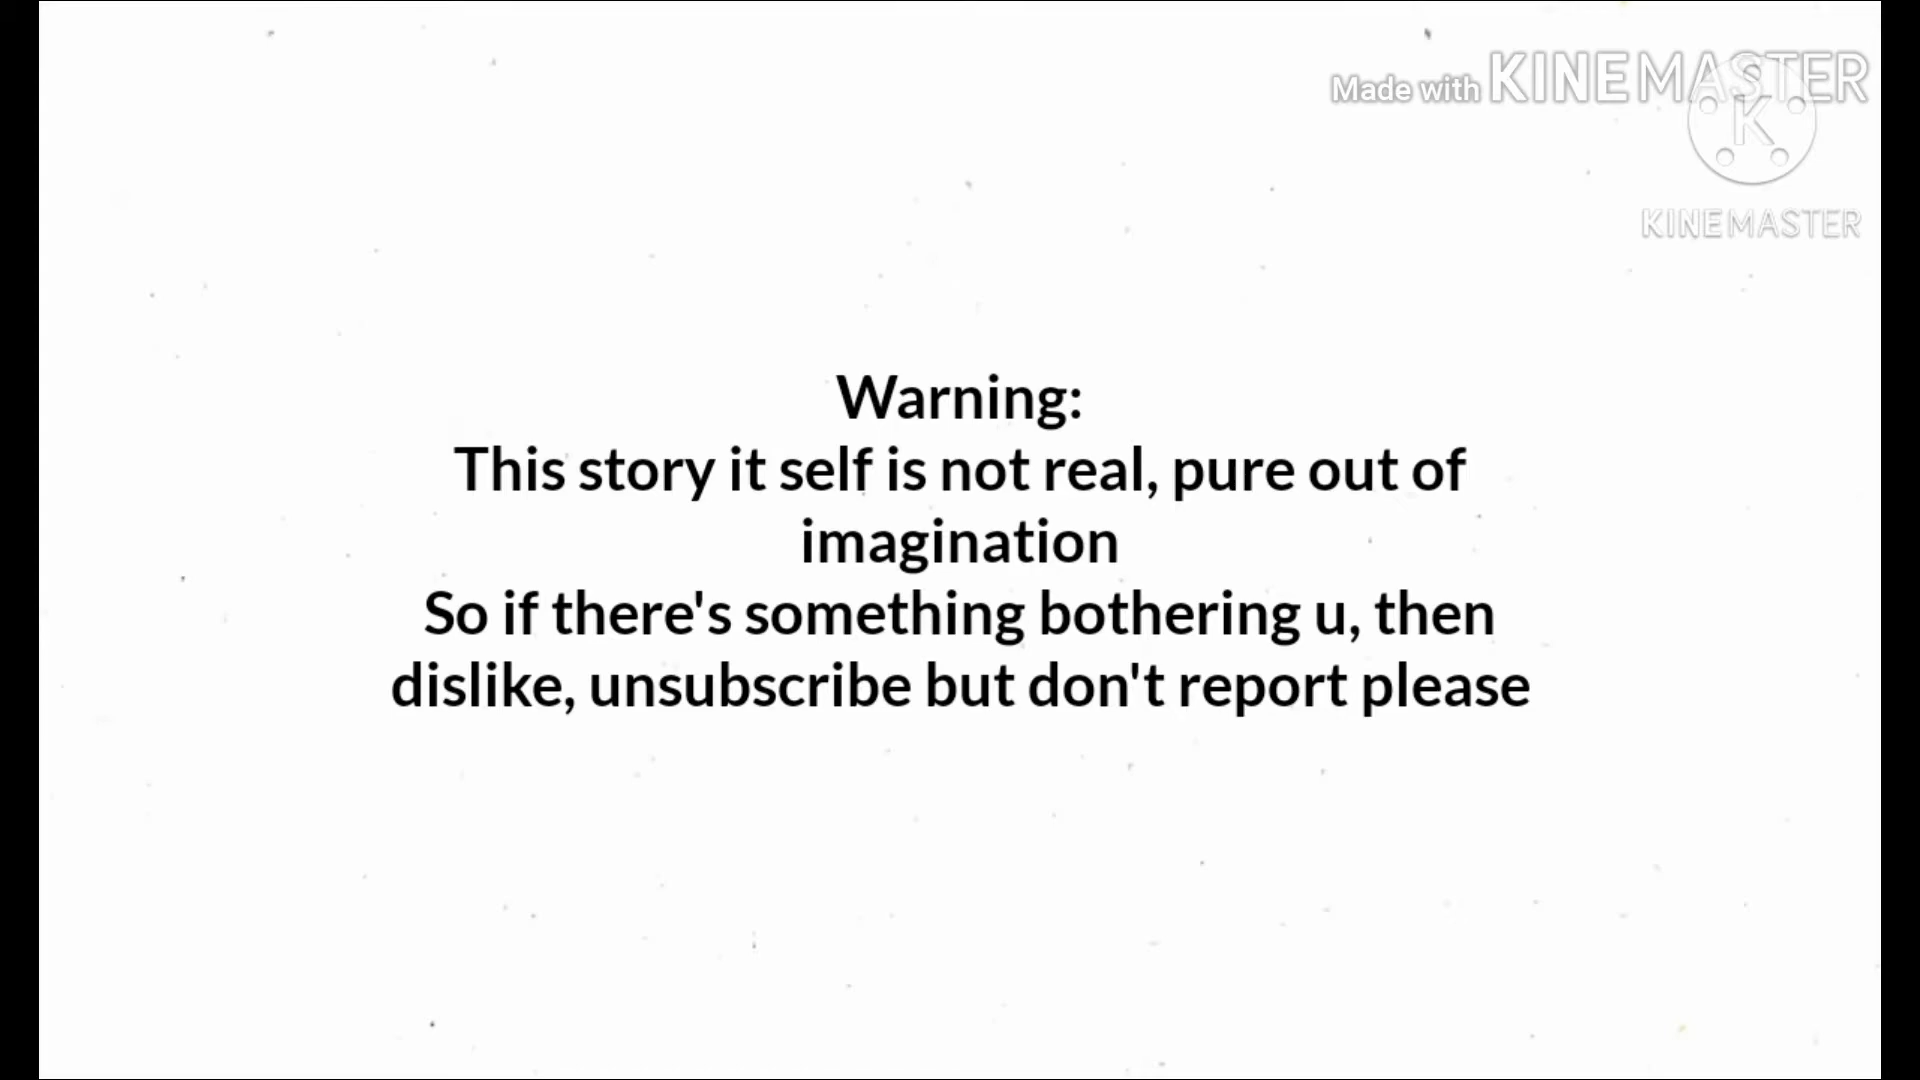 Made with KINEMASTER
K
KINEMASTER
Warning:
This story it self is not real, pure out of
imagination
So if there's something bothering u, then
dislike, unsubscribe but don't report please